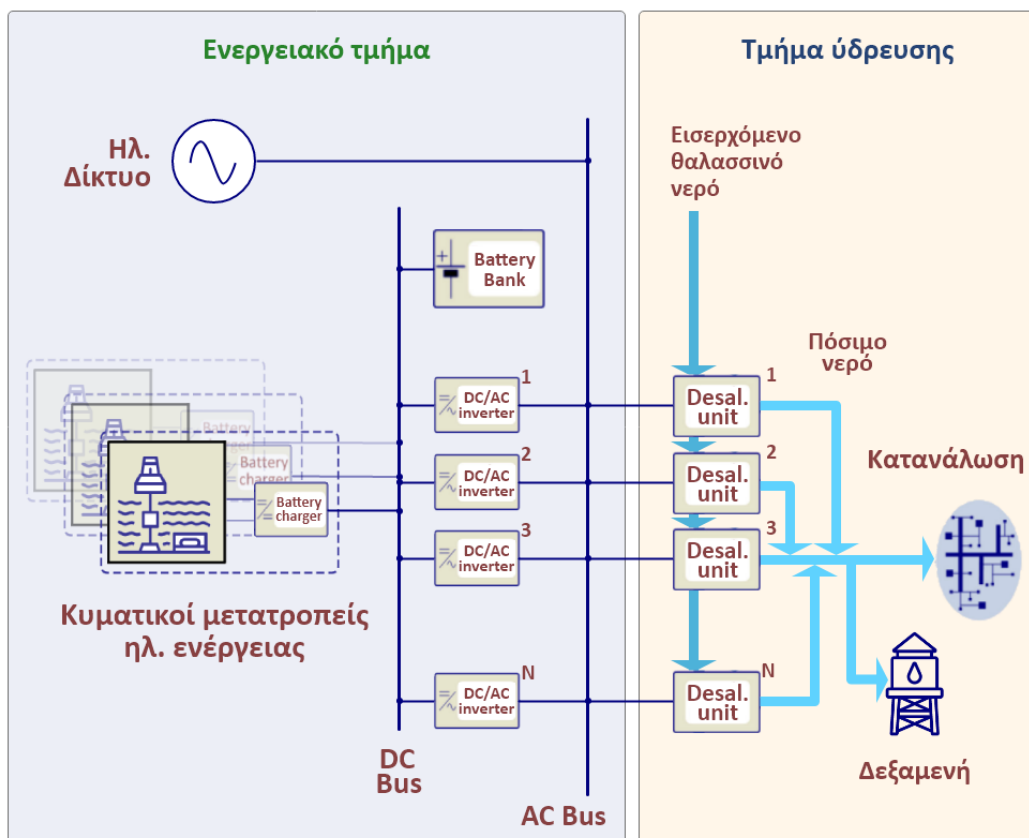 Ενεργειακό τμήμα
Τμήμα ύδρευσης
Ηλ.
Δίκτυο
Εισερχόμενο
θαλασσινό
νερό
+
Battery
Bank
Πόσιμο
νερό
1
DC/AC
inverter
1
Desal.
unit
2
DC/AC
inverter
2
Desal.
unit
3
DC/AC
inverter
3
Desal.
unit
N
DC/AC
inverter
N
Desal.
unit
Battery
charger
Battery
charger
Battery
charger
Κυματικοί μετατροπείς
ηλ. ενέργειας
Κατανάλωση
Δεξαμενή
DC
Bus
AC Bus